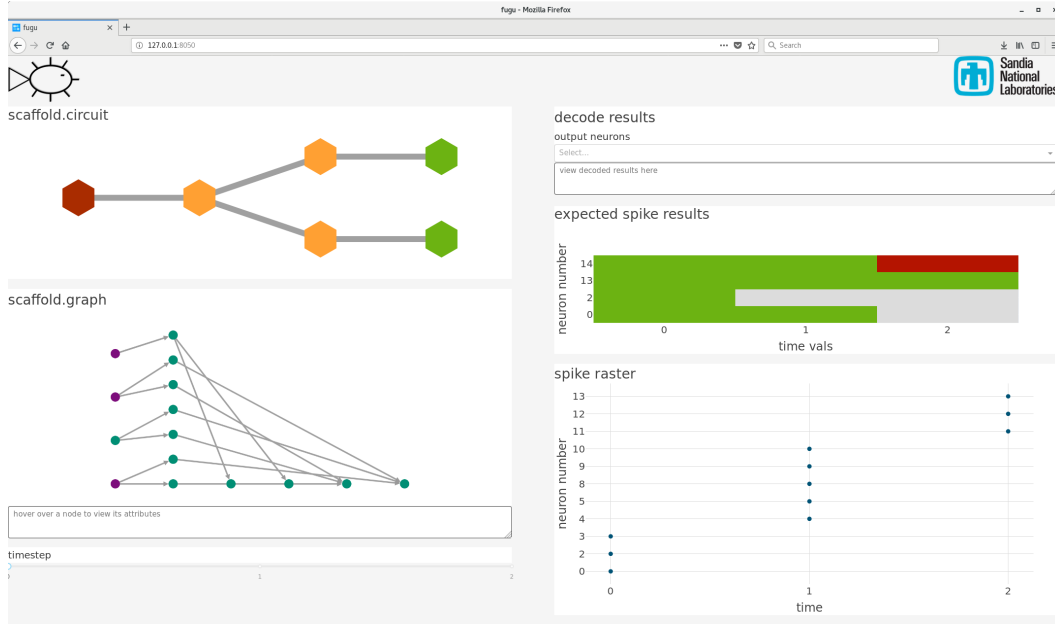 fugu - Mozilla Firefox
fugu
127.0.0.1:8050
Search
Sandia
National
Laboratories
scaffold.circuit
scaffold.graph
hover over a node to view its attributes
timestep
0
1
2
decode results
output neurons
Select...
view decoded results here
expected spike results
neuron number
14
13
2
0
0
1
2
time vals
spike raster
neuron number
13
12
11
10
9
8
5
4
3
2
0
0
1
2
time